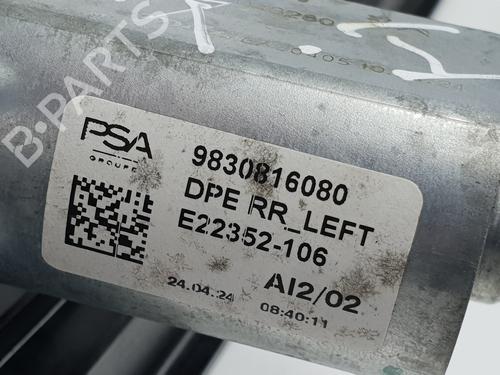 B-PARTS
PSA
GROUPE
9830816080
DPE RR_LEFT
E22352-106
AI2/02
24.04.24
08:40:11